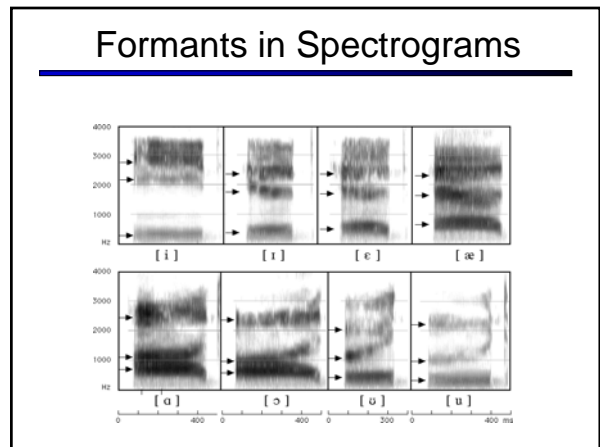 Formants in Spectrograms
4000
3000
2000
1000
Hz
[ i ] [ ɪ ] [ ɛ ] [ æ ]
4000
3000
2000
1000
Hz
[ ɑ ] [ ɔ ] [ ʊ ] [ u ]
0 400 0 400 0 300 0 400 ms